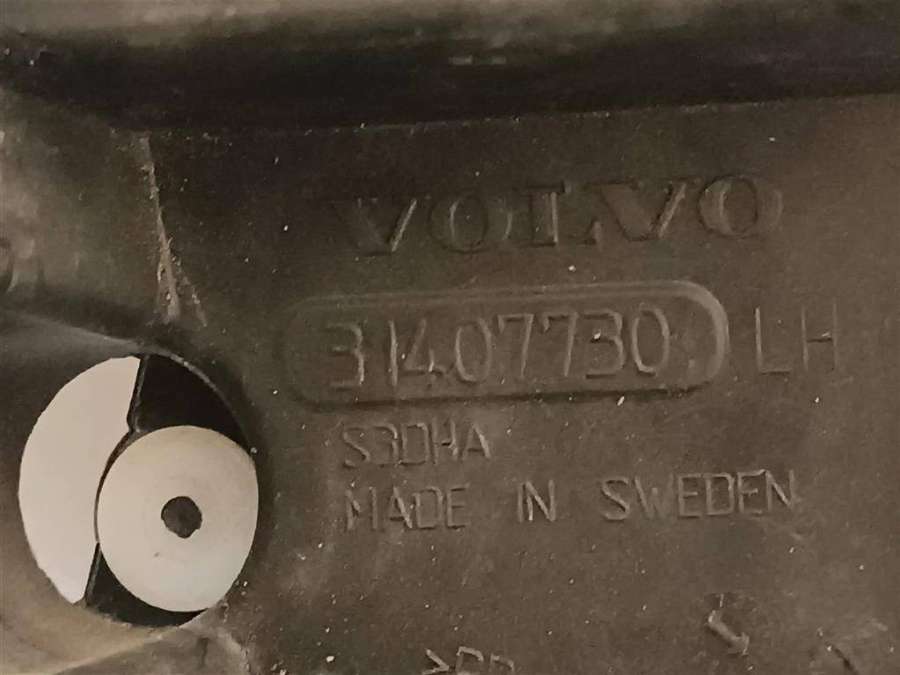 VOLVO
31407730 LH
S3DHA
MADE IN SWEDEN